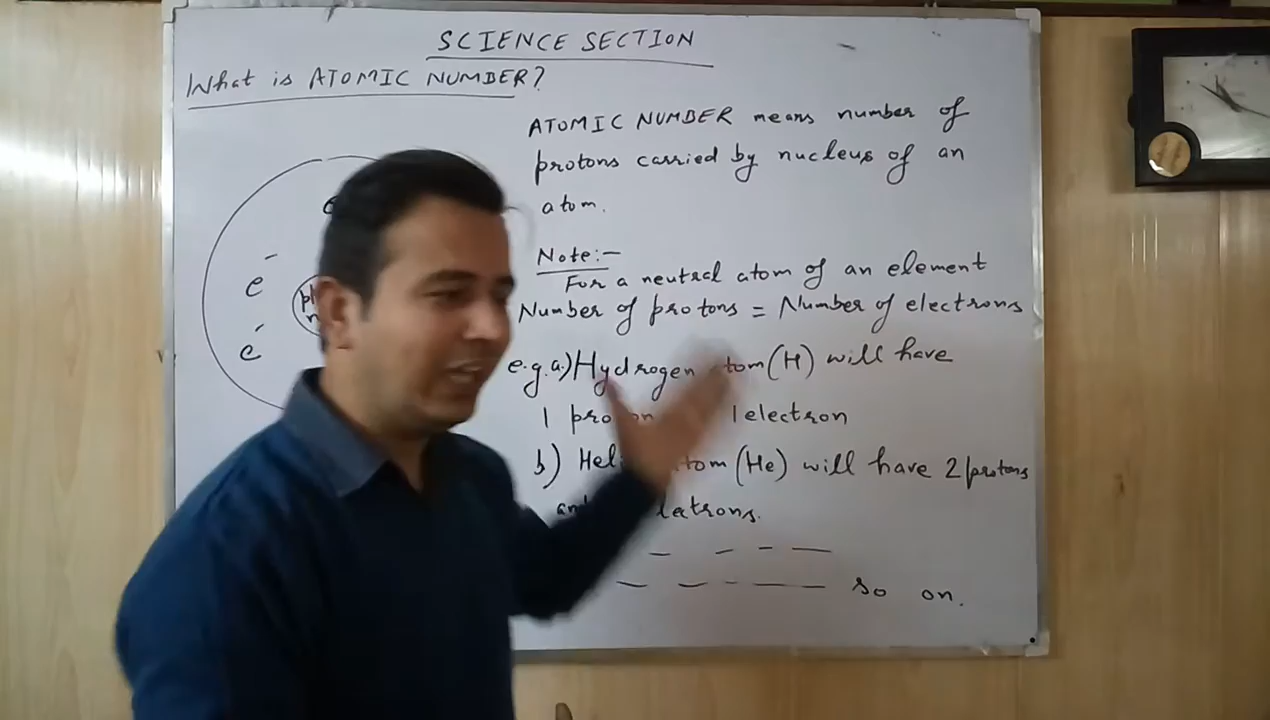 SCIENCE SECTION
What is ATOMIC NUMBER?
ATOMIC NUMBER means number of
protons carried by nucleus of an
atom.
Note:-
For a neutral atom of an element
Number of protons = Number of electrons
e.g. a.) Hydrogen (H) will have
1 1 electron
b) (He) will have 2 protons
so on.
e⁻
e⁻